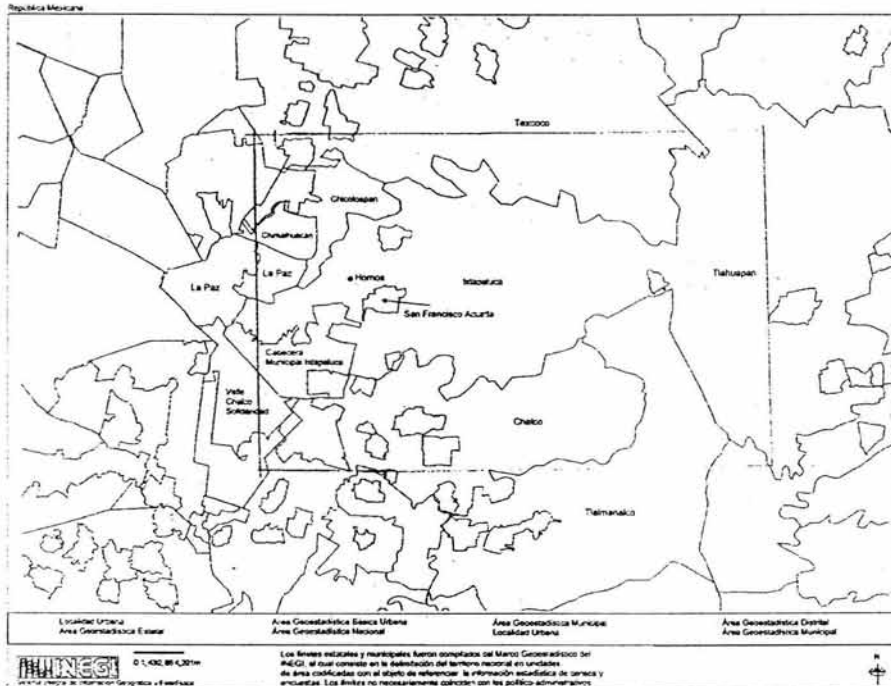 República Mexicana
Texcoco
Chicoloapan
Chimalhuacan
La Paz
La Paz
Hornos
Ixtapaluca
Tlahuapan
San Francisco Acuatla
Cabecera
Municipal Ixtapaluca
Valle
Chalco
Solidaridad
Chalco
Tlalmanalco
Localidad Urbana
Área Geoestadística Estatal
Área Geoestadística Básica Urbana
Área Geoestadística Nacional
Área Geoestadística Municipal
Localidad Urbana
Área Geoestadística Distrital
Área Geoestadística Municipal
INEGI
Los límites estatales y municipales fueron compilados del Marco Geoestadístico del
INEGI, el cual consiste en la delimitación del territorio nacional en unidades
de área codificadas con el objeto de referenciar la información estadística de censos y
encuestas. Los límites no necesariamente coinciden con los político-administrativos
N